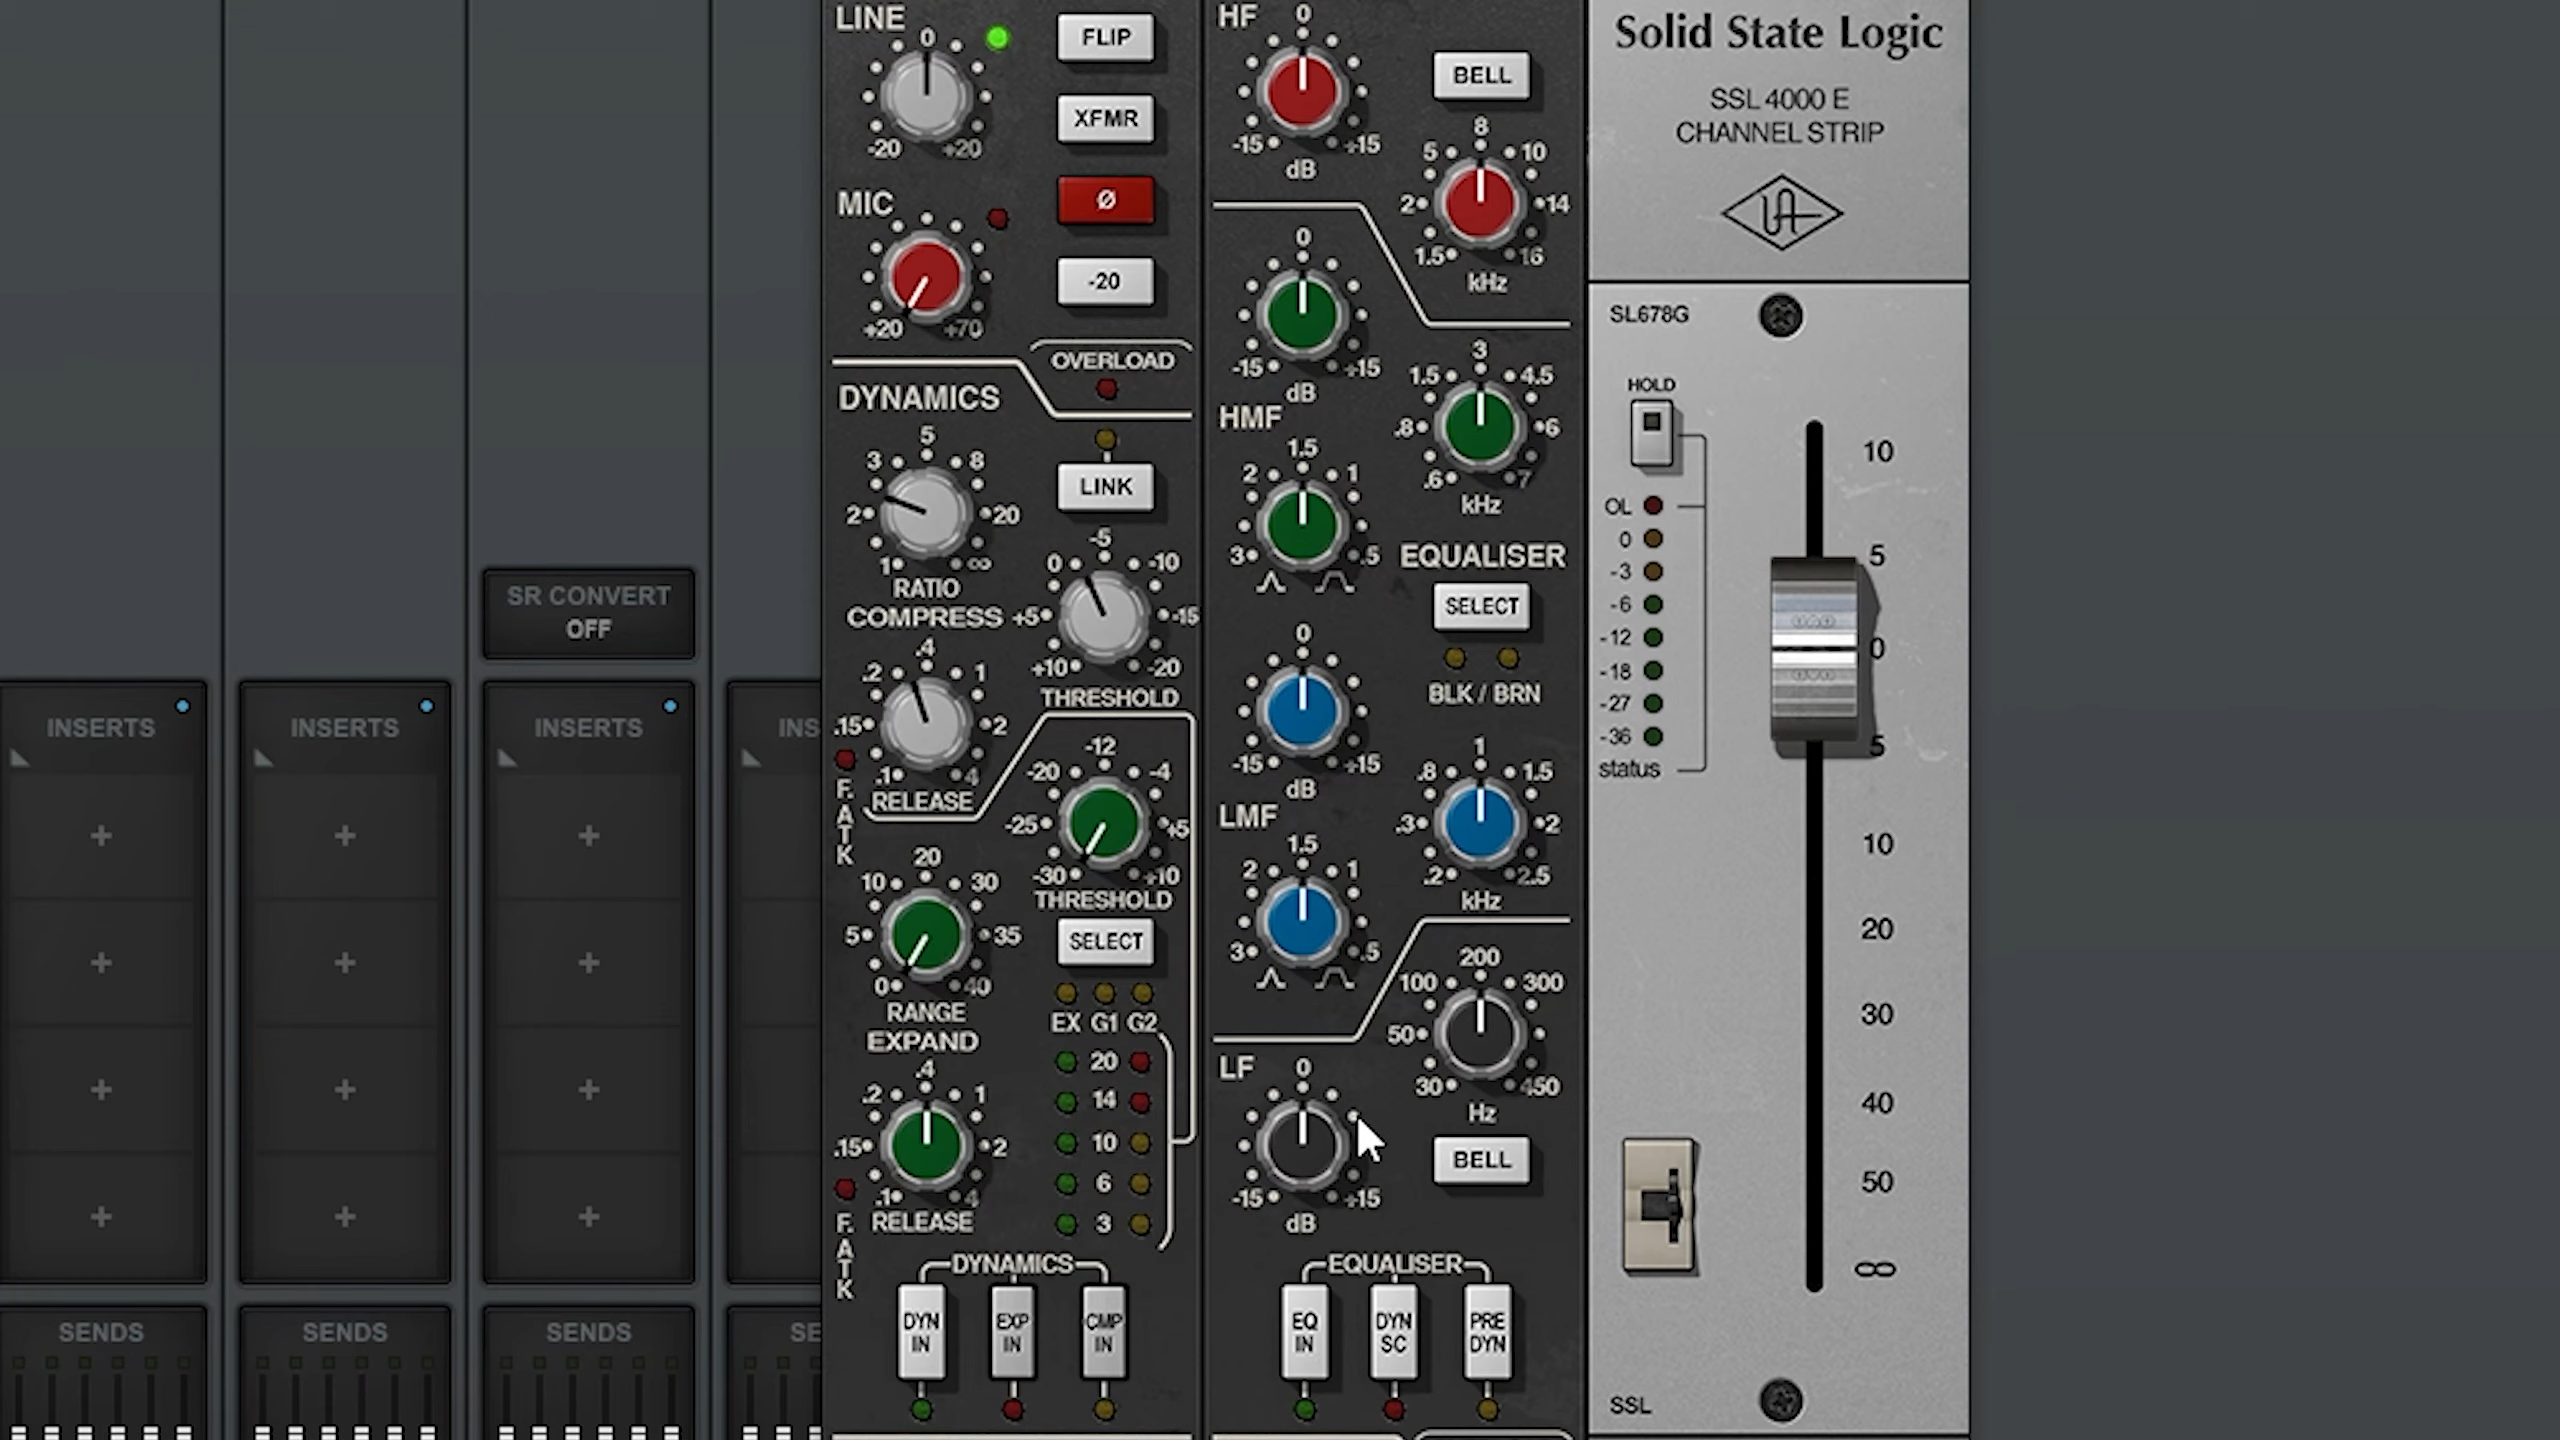 LINE
0
-20 +20
FLIP
XFMR
MIC
+20 +70
Ø
-20
OVERLOAD
DYNAMICS
5
3 8
2 20
1 ∞
RATIO
LINK
-5
0 -10
+5 -15
+10 -20
THRESHOLD
COMPRESS
.4
.2 1
.15 2
.1 4
RELEASE
F.ATK
-12
-20 -4
-25 +5
-30 +10
THRESHOLD
SELECT
20
10 30
5 35
0 40
RANGE
EX G1 G2
EXPAND
20
14
10
6
3
.4
.2 1
.15 2
.1 4
RELEASE
F.ATK
DYNAMICS
DYN IN
EXP IN
CMP IN
HF
0
-15 +15
dB
BELL
8
5 10
2 14
1.5 16
kHz
0
-15 +15
dB
HMF
3
1.5 4.5
.8 6
.6 7
kHz
1.5
2 1
3 .5
EQUALISER
SELECT
BLK / BRN
0
-15 +15
dB
LMF
1
.8 1.5
.3 2
.2 2.5
kHz
1.5
2 1
3 .5
200
100 300
50
30 450
Hz
LF
0
-15 +15
dB
BELL
EQUALISER
EQ IN
DYN SC
PRE DYN
Solid State Logic
SSL 4000 E
CHANNEL STRIP
UA
SL678G
HOLD
OL
0
-3
-6
-12
-18
-27
-36
status
10
5
0
5
10
20
30
40
50
∞
UAD
SSL
SR CONVERT
OFF
INSERTS
INSERTS
INSERTS
INS
+ + +
+ + +
+ + +
+ + +
SENDS
SENDS
SENDS
SE